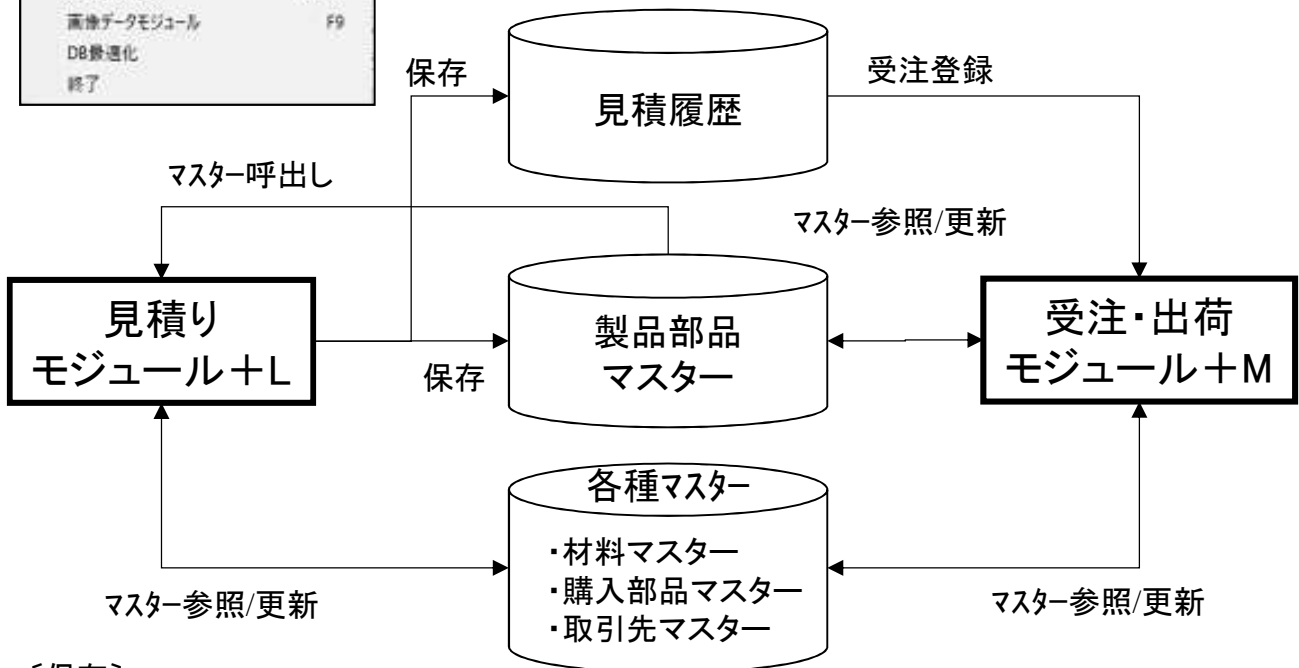 画像データモジュール F9
DB最適化
終了
保存
受注登録
見積履歴
マスター呼出し
マスター参照/更新
見積り
モジュール＋L
製品部品
マスター
受注・出荷
モジュール＋M
保存
各種マスター
・材料マスター
・購入部品マスター
・取引先マスター
マスター参照/更新
マスター参照/更新